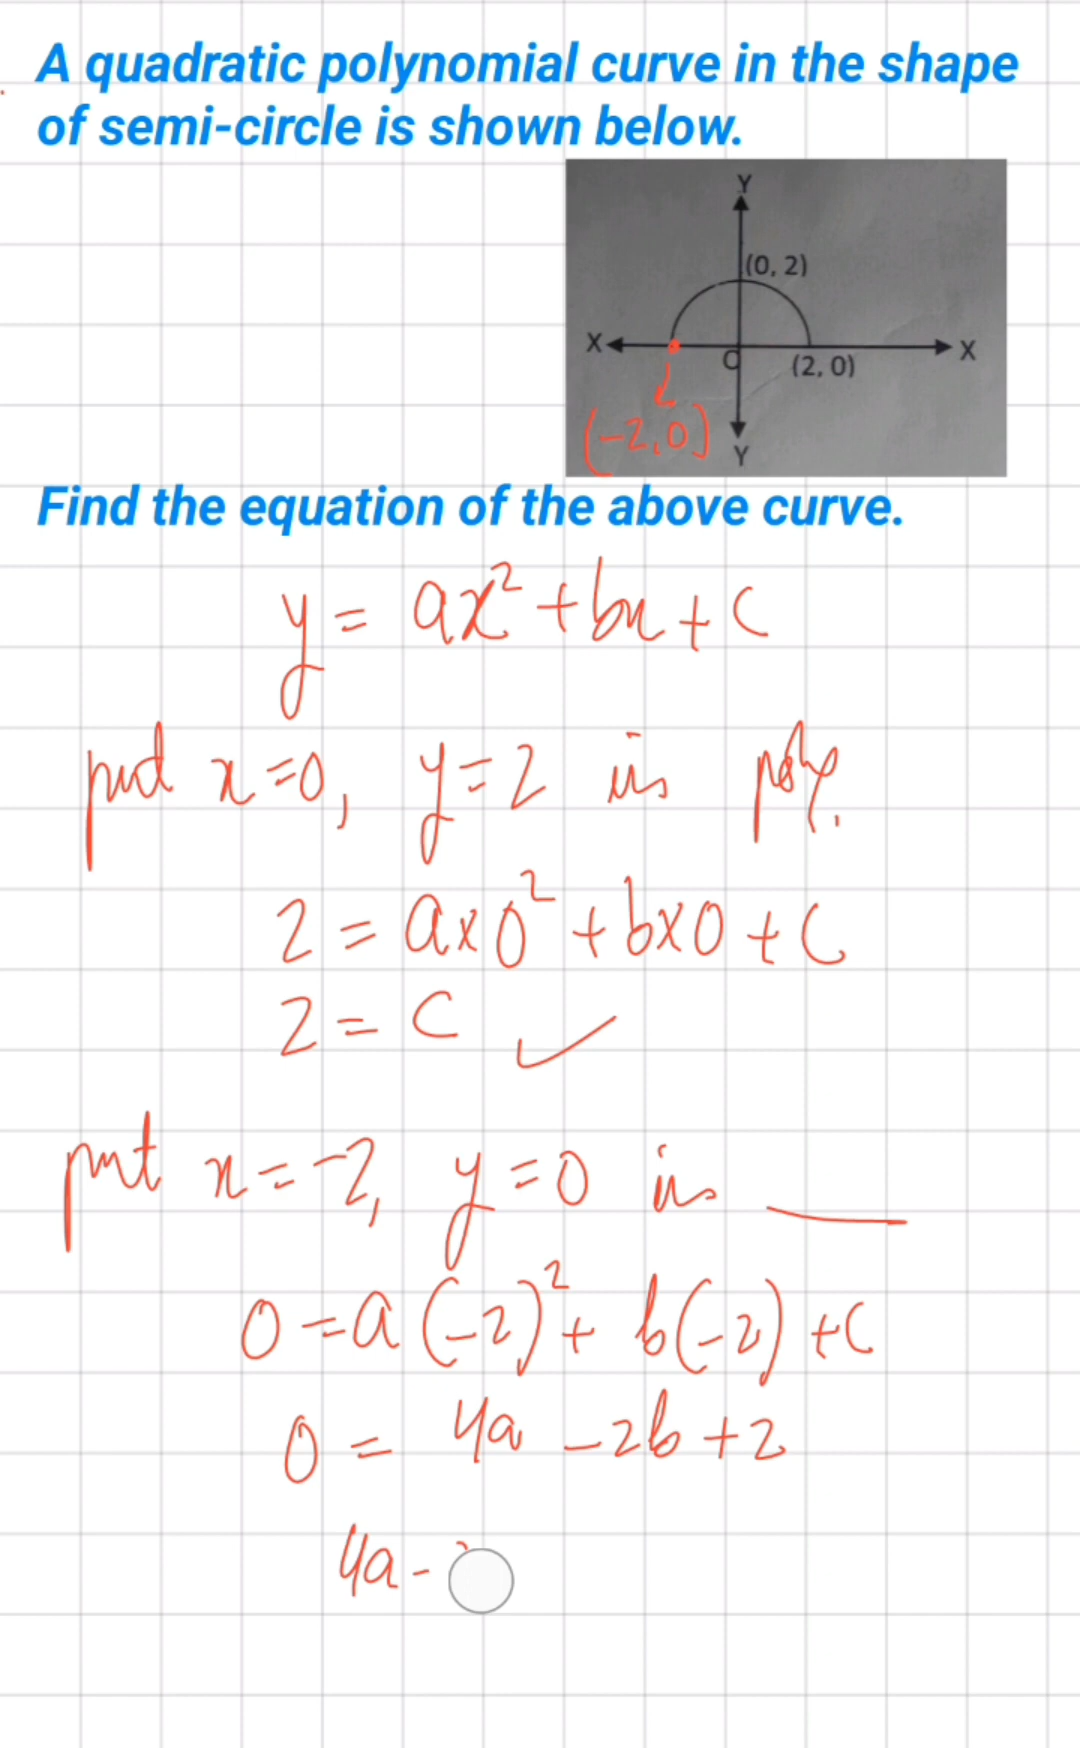 A quadratic polynomial curve in the shape
of semi-circle is shown below.
Y
(0, 2)
X
X
O
(2, 0)
(-2,0)
Y
Find the equation of the above curve.
y = ax² + bx + c
put x=0, y=2 in poly.
2 = a×0² + b×0 + c
2 = c ✓
put x=-2, y=0 in
0 = a(-2)² + b(-2) + c
0 = 4a - 2b + 2
4a -